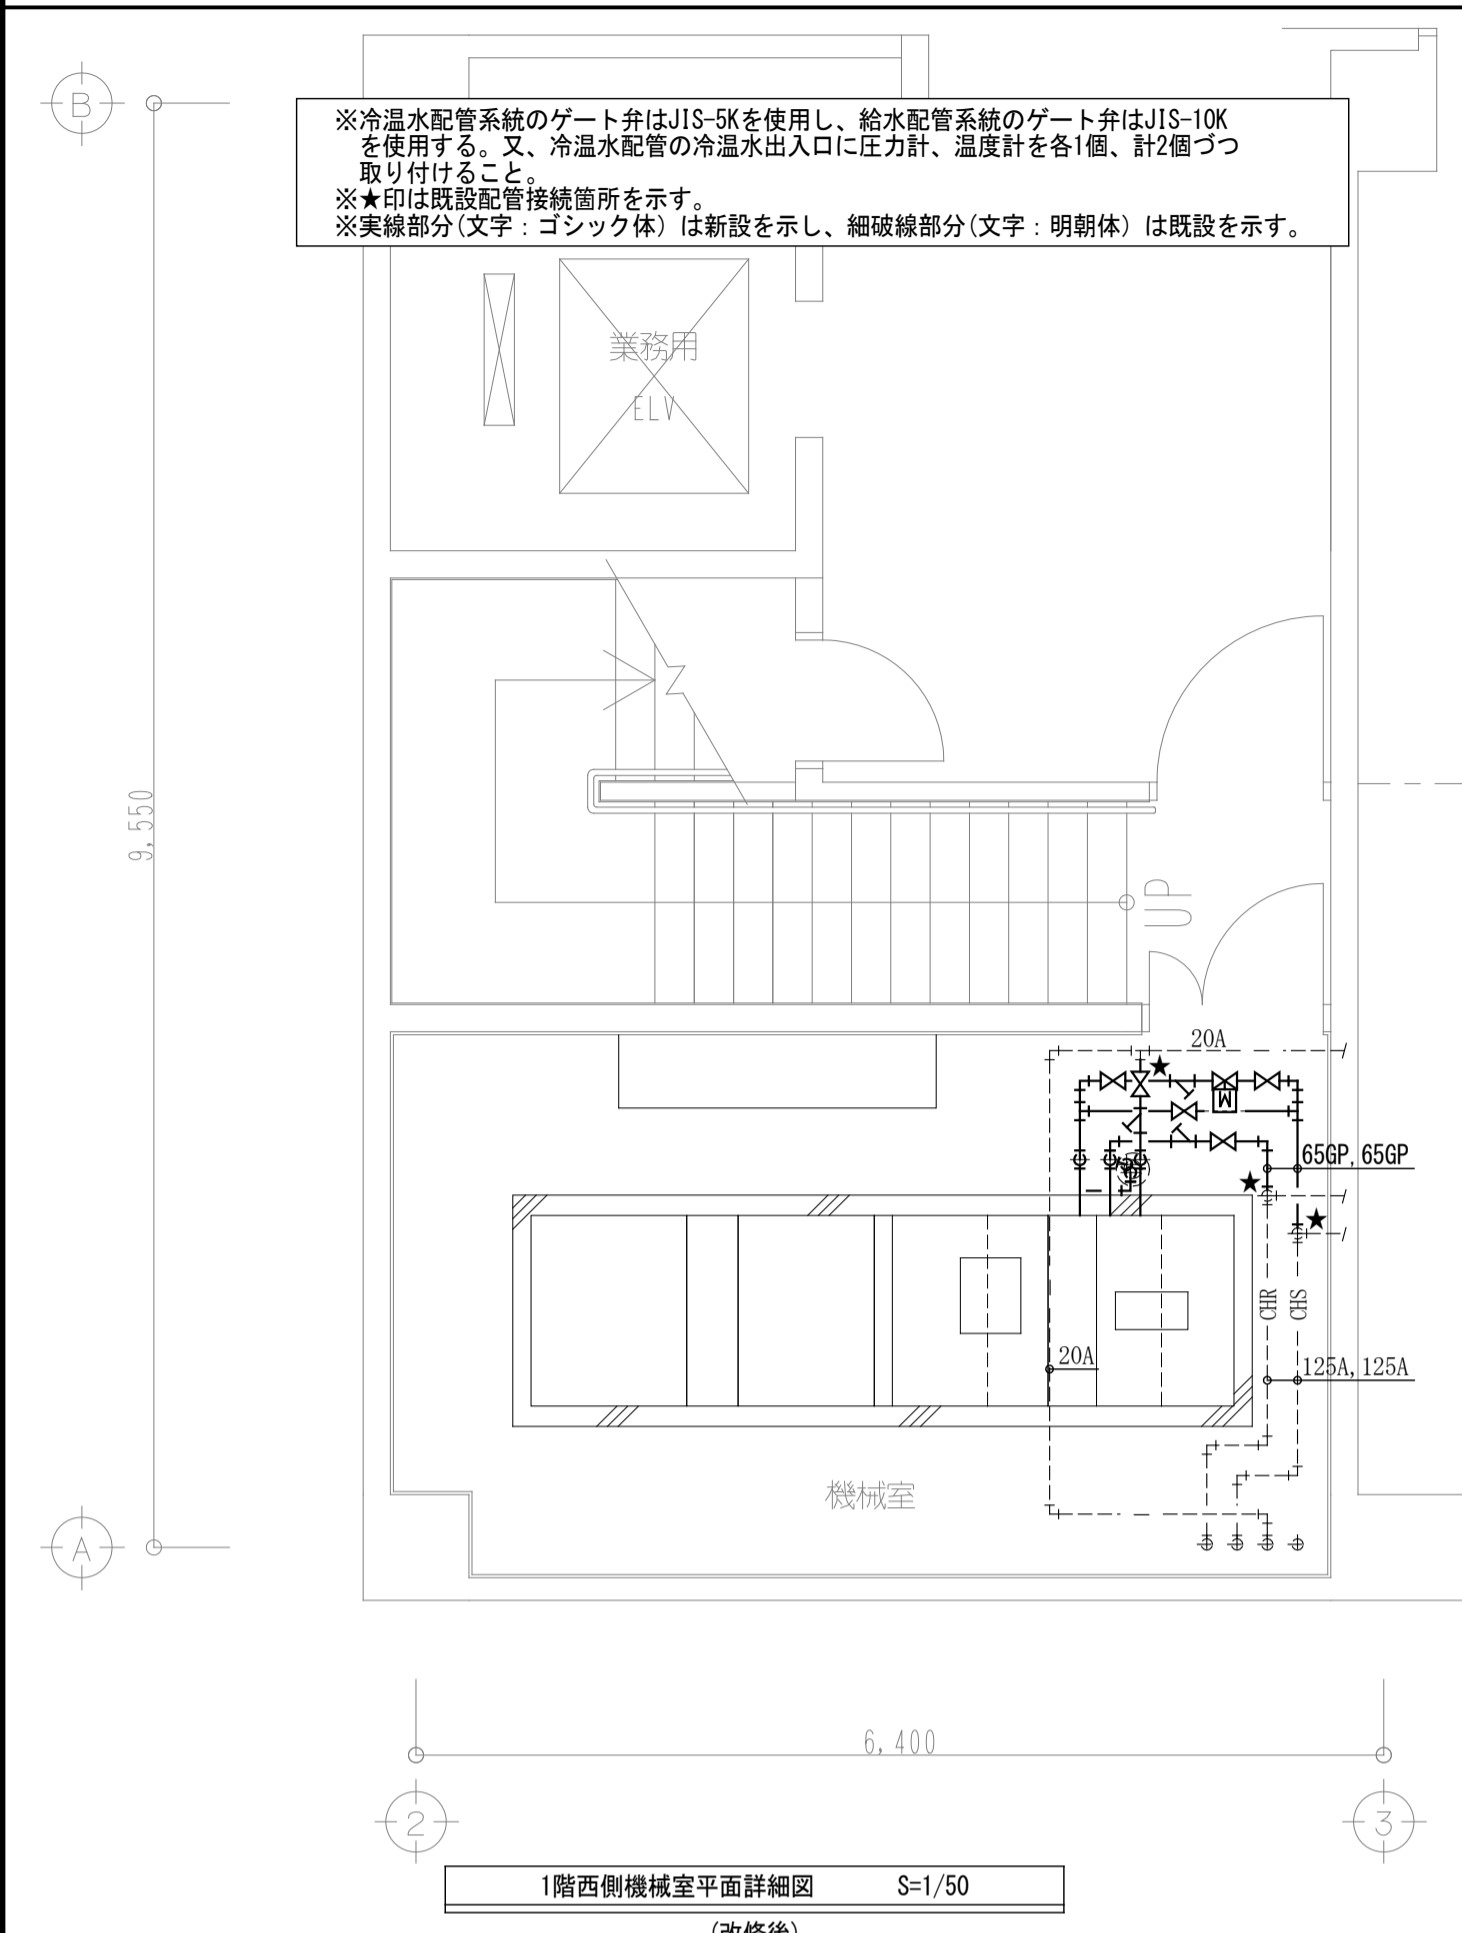 B
※冷温水配管系統のゲート弁はJIS-5Kを使用し、給水配管系統のゲート弁はJIS-10K
を使用する。又、冷温水配管の冷温水出入口に圧力計、温度計を各1個、計2個づつ
取り付けること。
※★印は既設配管接続箇所を示す。
※実線部分(文字：ゴシック体)は新設を示し、細破線部分(文字：明朝体)は既設を示す。
業務用
ELV
9,550
UP
20A
M
65GP,65GP
CHR
CHS
20A
125A,125A
機械室
A
6,400
2
3
1階西側機械室平面詳細図 S=1/50
(改修後)